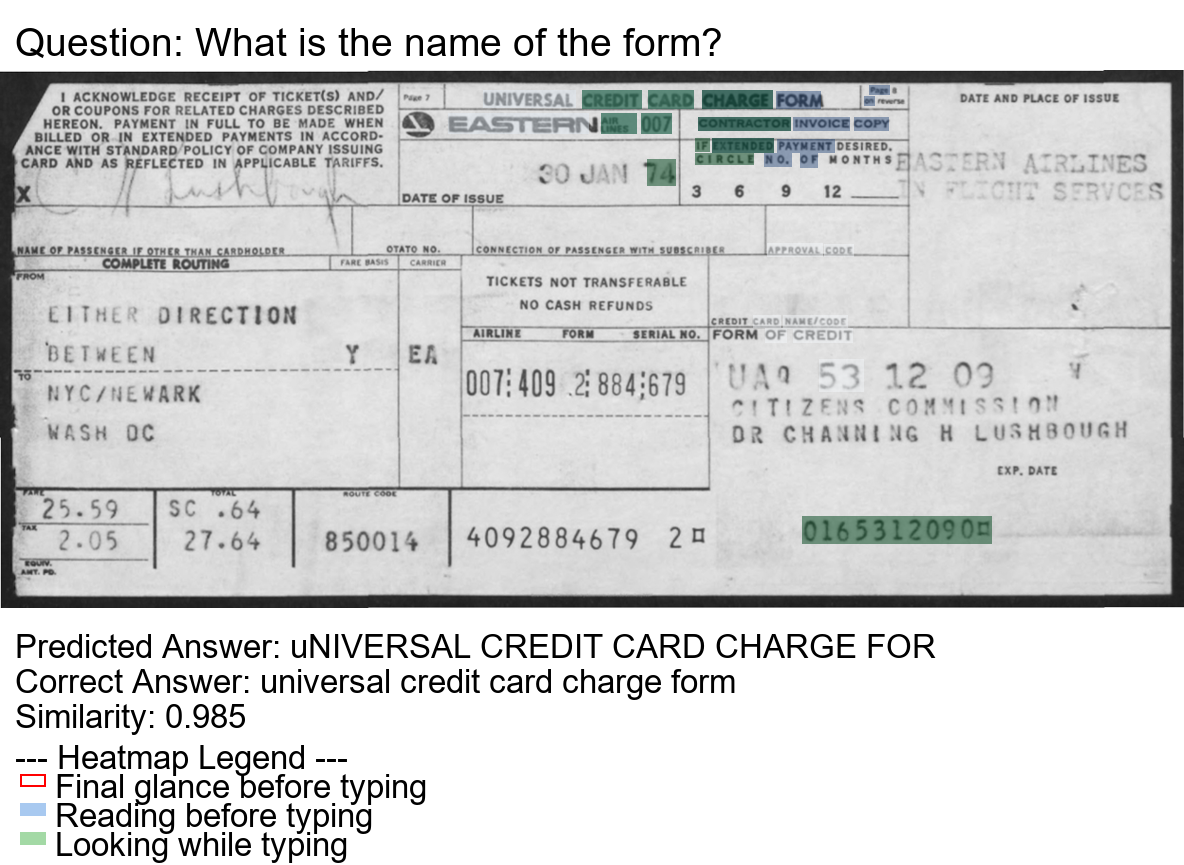 Question: What is the name of the form?
I ACKNOWLEDGE RECEIPT OF TICKET(S) AND/
OR COUPONS FOR RELATED CHARGES DESCRIBED
HEREON. PAYMENT IN FULL TO BE MADE WHEN
BILLED OR IN EXTENDED PAYMENTS IN ACCORD-
ANCE WITH STANDARD POLICY OF COMPANY ISSUING
CARD AND AS REFLECTED IN APPLICABLE TARIFFS.
X
UNIVERSAL CREDIT CARD CHARGE FORM
on reverse
EASTERN AIR LINES 007
CONTRACTOR INVOICE COPY
IF EXTENDED PAYMENT DESIRED.
CIRCLE NO. OF MONTHS
3 6 9 12
30 JAN 74
DATE OF ISSUE
DATE AND PLACE OF ISSUE
EASTERN AIRLINES
IN FLIGHT SERVCES
NAME OF PASSENGER IF OTHER THAN CARDHOLDER
OTATO NO.
CONNECTION OF PASSENGER WITH SUBSCRIBER
APPROVAL CODE
COMPLETE ROUTING
FARE BASIS
CARRIER
FROM
EITHER DIRECTION
BETWEEN Y EA
TO
NYC/NEWARK
WASH DC
TICKETS NOT TRANSFERABLE
NO CASH REFUNDS
AIRLINE FORM SERIAL NO.
007 409 2 884 679
CREDIT CARD NAME/CODE
FORM OF CREDIT
UA 53 12 09
CITIZENS COMMISSION
DR CHANNING H LUSHBOUGH
EXP. DATE
FARE
25.59
TAX
2.05
EQUIV.
AMT. PD.
TOTAL
SC .64
27.64
ROUTE CODE
850014
4092884679 2¤
0165312090¤
Predicted Answer: uNIVERSAL CREDIT CARD CHARGE FOR
Correct Answer: universal credit card charge form
Similarity: 0.985
--- Heatmap Legend ---
Final glance before typing
Reading before typing
Looking while typing